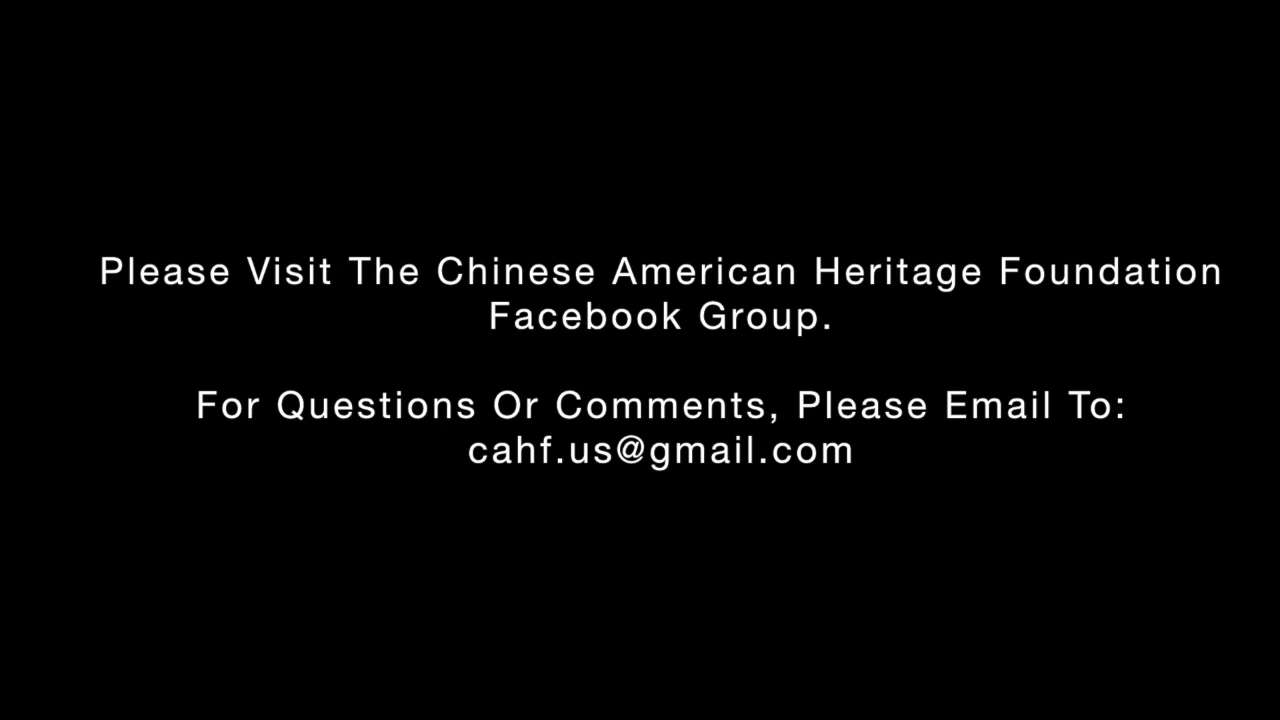 Please Visit The Chinese American Heritage Foundation
Facebook Group.
For Questions Or Comments, Please Email To:
cahf.us@gmail.com